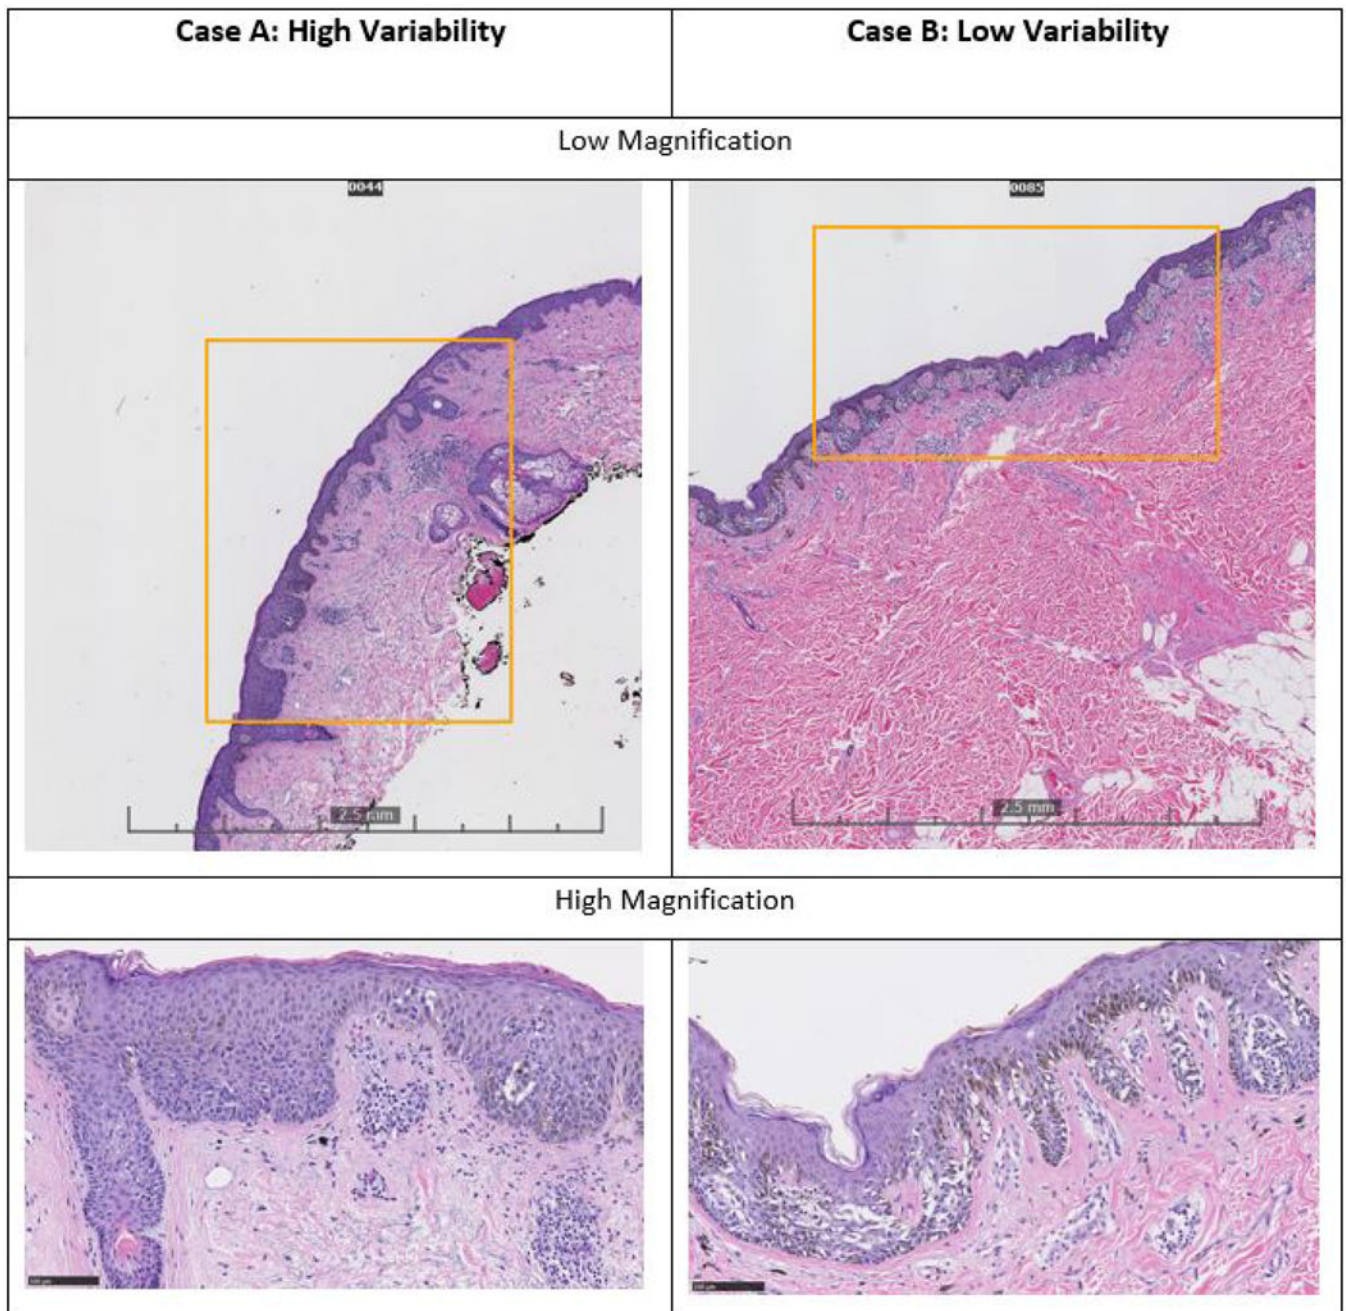 Case A: High Variability
Case B: Low Variability
Low Magnification
0044
0085
2.5 mm
2.5 mm
High Magnification